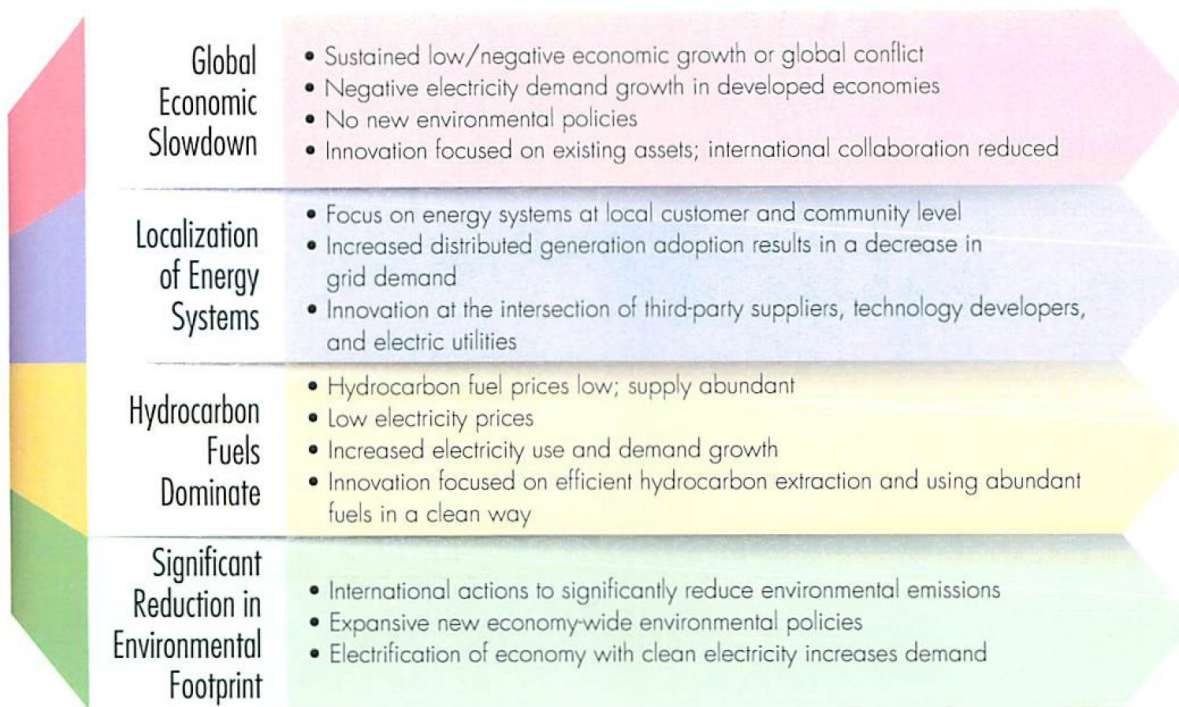 Global
Economic
Slowdown
• Sustained low/negative economic growth or global conflict
• Negative electricity demand growth in developed economies
• No new environmental policies
• Innovation focused on existing assets; international collaboration reduced
Localization
of Energy
Systems
• Focus on energy systems at local customer and community level
• Increased distributed generation adoption results in a decrease in
grid demand
• Innovation at the intersection of third-party suppliers, technology developers,
and electric utilities
Hydrocarbon
Fuels
Dominate
• Hydrocarbon fuel prices low; supply abundant
• Low electricity prices
• Increased electricity use and demand growth
• Innovation focused on efficient hydrocarbon extraction and using abundant
fuels in a clean way
Significant
Reduction in
Environmental
Footprint
• International actions to significantly reduce environmental emissions
• Expansive new economy-wide environmental policies
• Electrification of economy with clean electricity increases demand